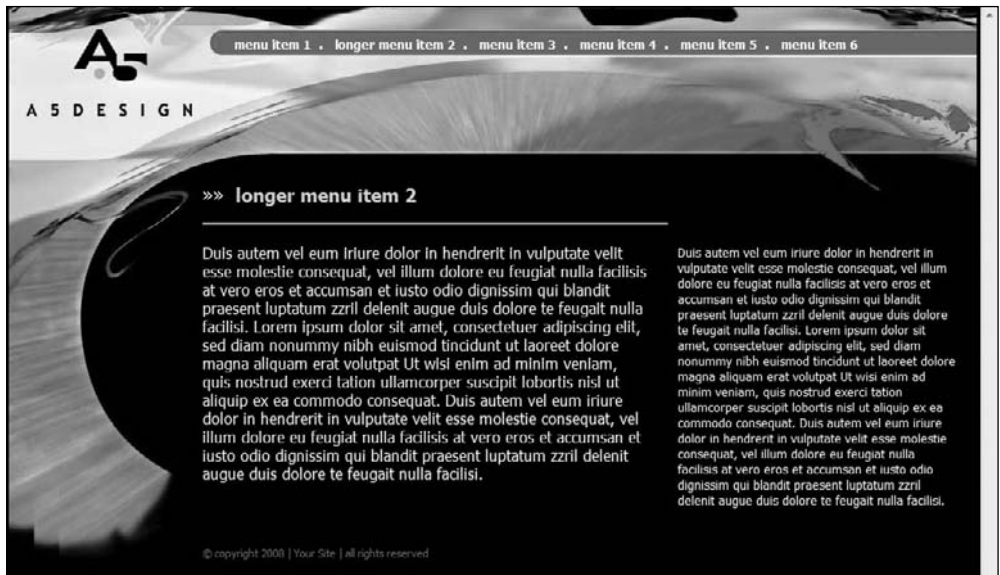 A5
menu item 1 . longer menu item 2 . menu item 3 . menu item 4 . menu item 5 . menu item 6
A5DESIGN
»» longer menu item 2
Duis autem vel eum iriure dolor in hendrerit in vulputate velit
esse molestie consequat, vel illum dolore eu feugiat nulla facilisis
at vero eros et accumsan et iusto odio dignissim qui blandit
praesent luptatum zzril delenit augue duis dolore te feugait nulla
facilisi. Lorem ipsum dolor sit amet, consectetuer adipiscing elit,
sed diam nonummy nibh euismod tincidunt ut laoreet dolore
magna aliquam erat volutpat Ut wisi enim ad minim veniam,
quis nostrud exerci tation ullamcorper suscipit lobortis nisl ut
aliquip ex ea commodo consequat. Duis autem vel eum iriure
dolor in hendrerit in vulputate velit esse molestie consequat, vel
illum dolore eu feugiat nulla facilisis at vero eros et accumsan et
iusto odio dignissim qui blandit praesent luptatum zzril delenit
augue duis dolore te feugait nulla facilisi.
Duis autem vel eum iriure dolor in hendrerit in
vulputate velit esse molestie consequat, vel illum
dolore eu feugiat nulla facilisis at vero eros et
accumsan et iusto odio dignissim qui blandit
praesent luptatum zzril delenit augue duis dolore
te feugait nulla facilisi. Lorem ipsum dolor sit
amet, consectetuer adipiscing elit, sed diam
nonummy nibh euismod tincidunt ut laoreet dolore
magna aliquam erat volutpat Ut wisi enim ad
minim veniam, quis nostrud exerci tation
ullamcorper suscipit lobortis nisl ut aliquip ex ea
commodo consequat. Duis autem vel eum iriure
dolor in hendrerit in vulputate velit esse molestie
consequat, vel illum dolore eu feugiat nulla
facilisis at vero eros et accumsan et iusto odio
dignissim qui blandit praesent luptatum zzril
delenit augue duis dolore te feugait nulla facilisi.
© copyright 2008 | Your Site | all rights reserved